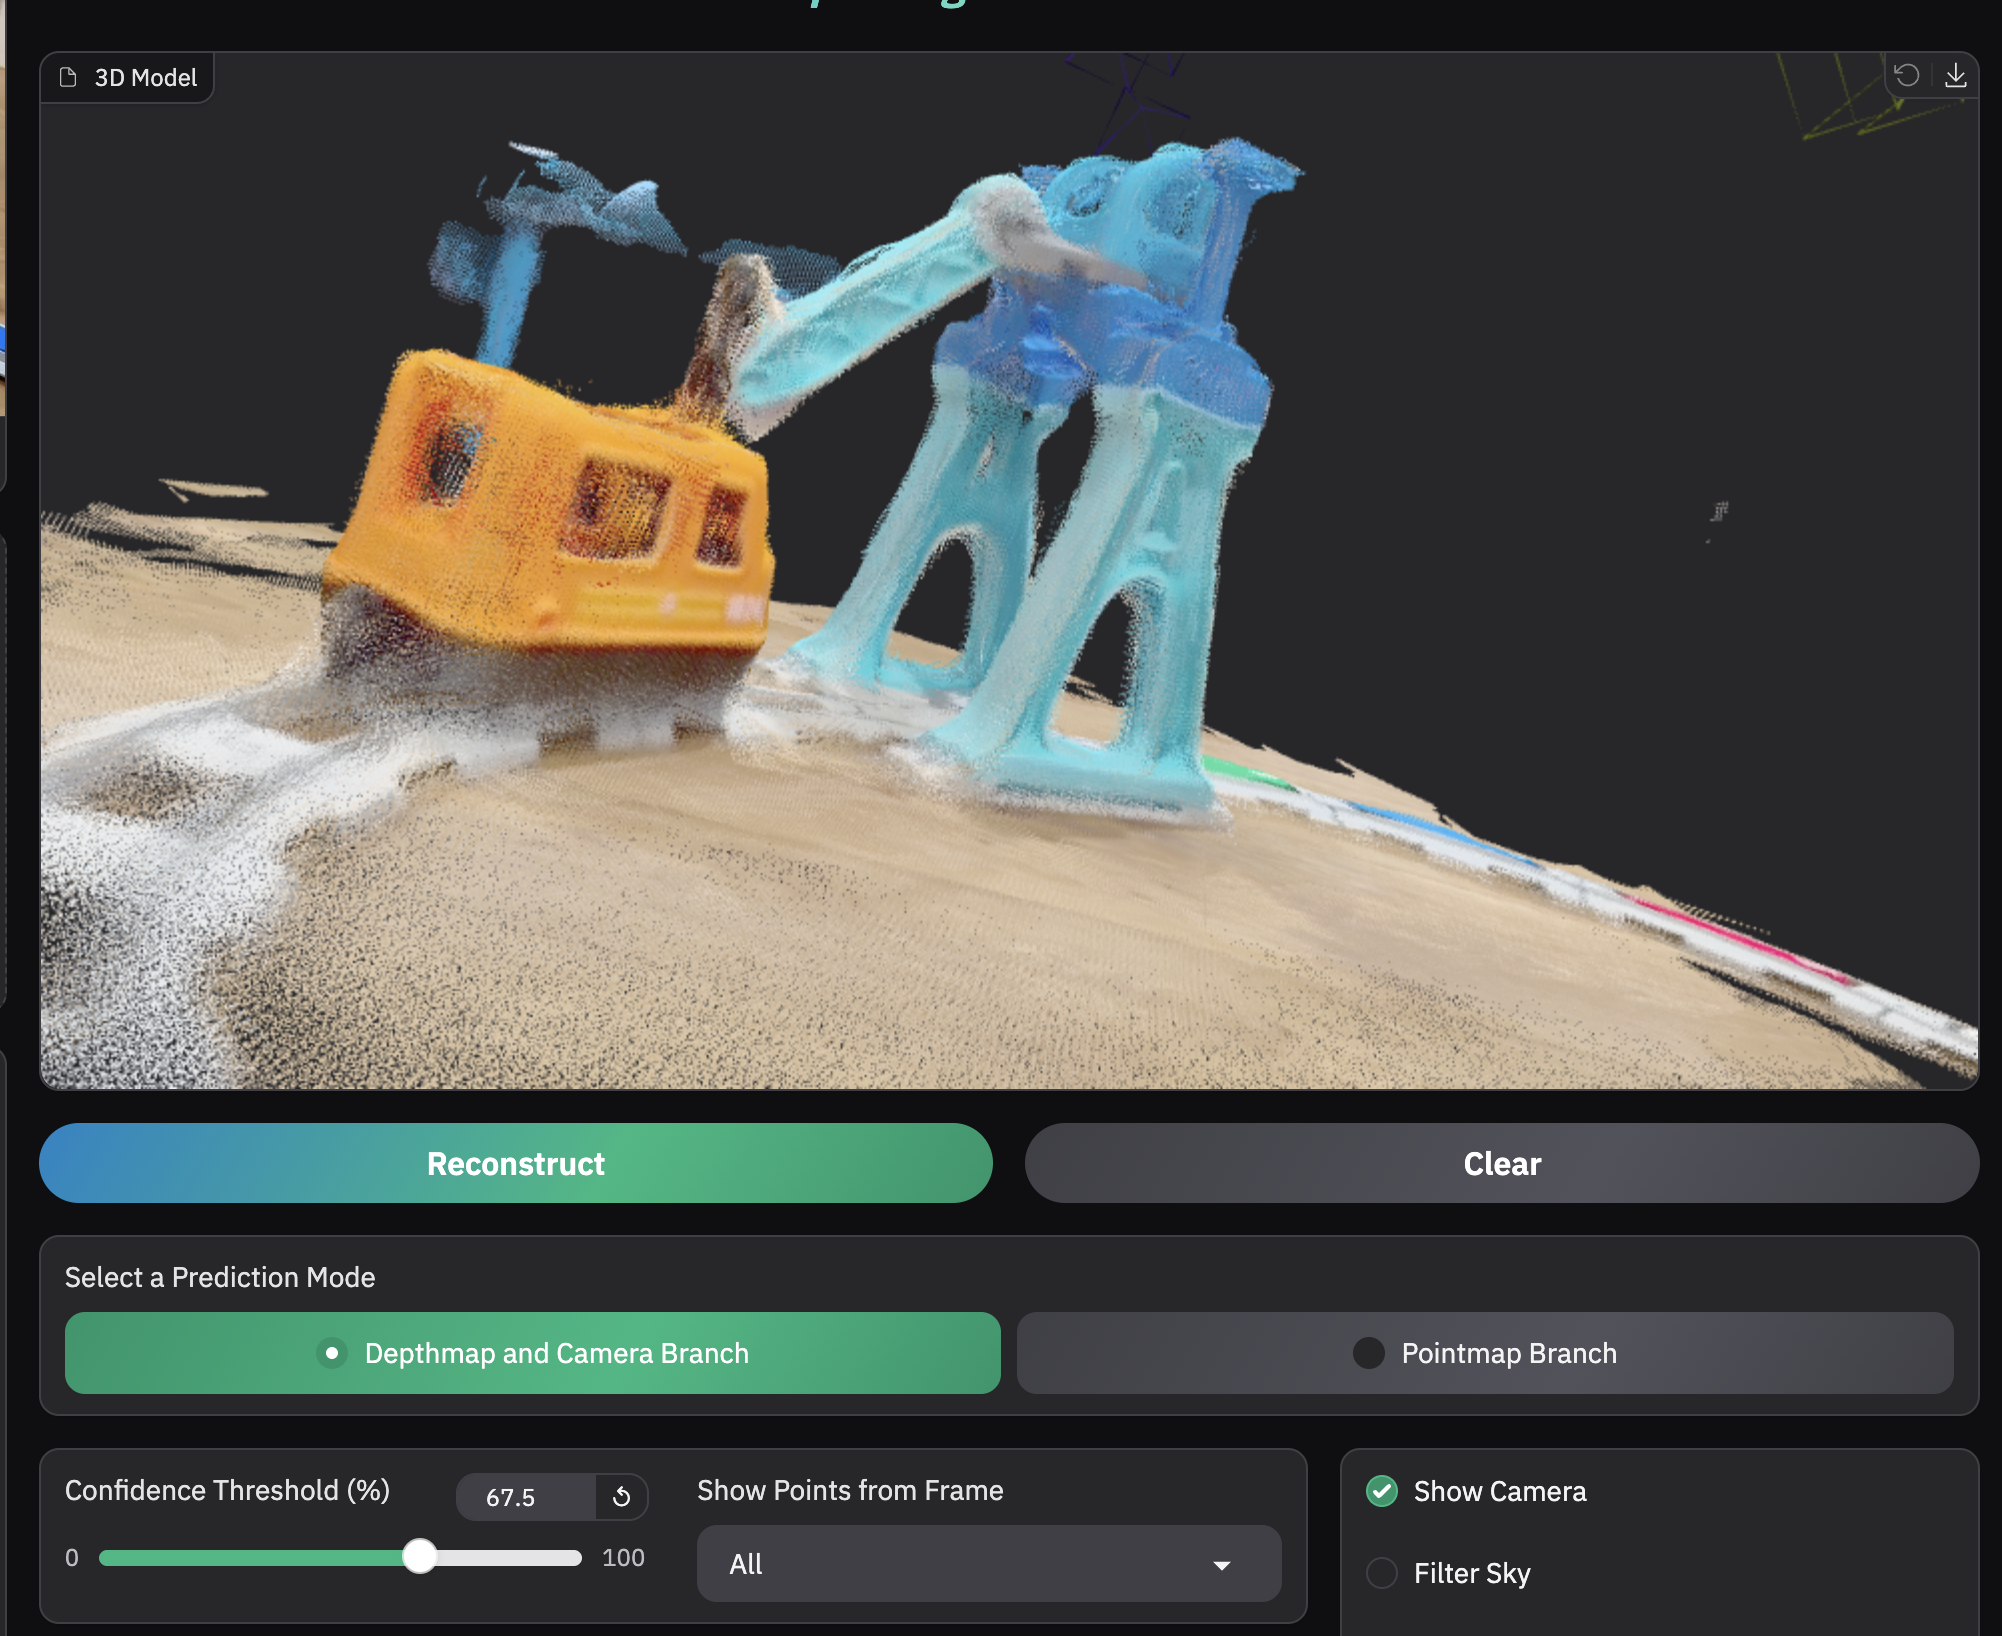 3D Model
Reconstruct
Clear
Select a Prediction Mode
Depthmap and Camera Branch
Pointmap Branch
Confidence Threshold (%)
67.5
0
100
Show Points from Frame
All
Show Camera
Filter Sky